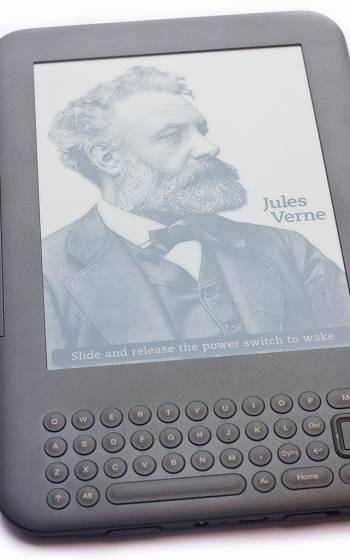 Jules
Verne
Slide and release the power switch to wake
Q W E R T Y U I O P
A S D F G H J K L Del
Z X C V B N M . Sym
Alt Aa Home